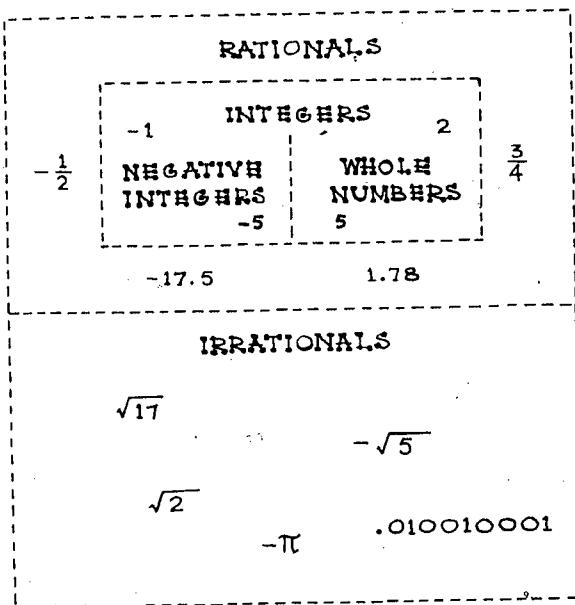 RATIONALS
INTEGERS
-1 2
-1/2 NEGATIVE WHOLE 3/4
INTEGERS NUMBERS
-5 5
-17.5 1.78
IRRATIONALS
√17
-√5
√2
-π .010010001